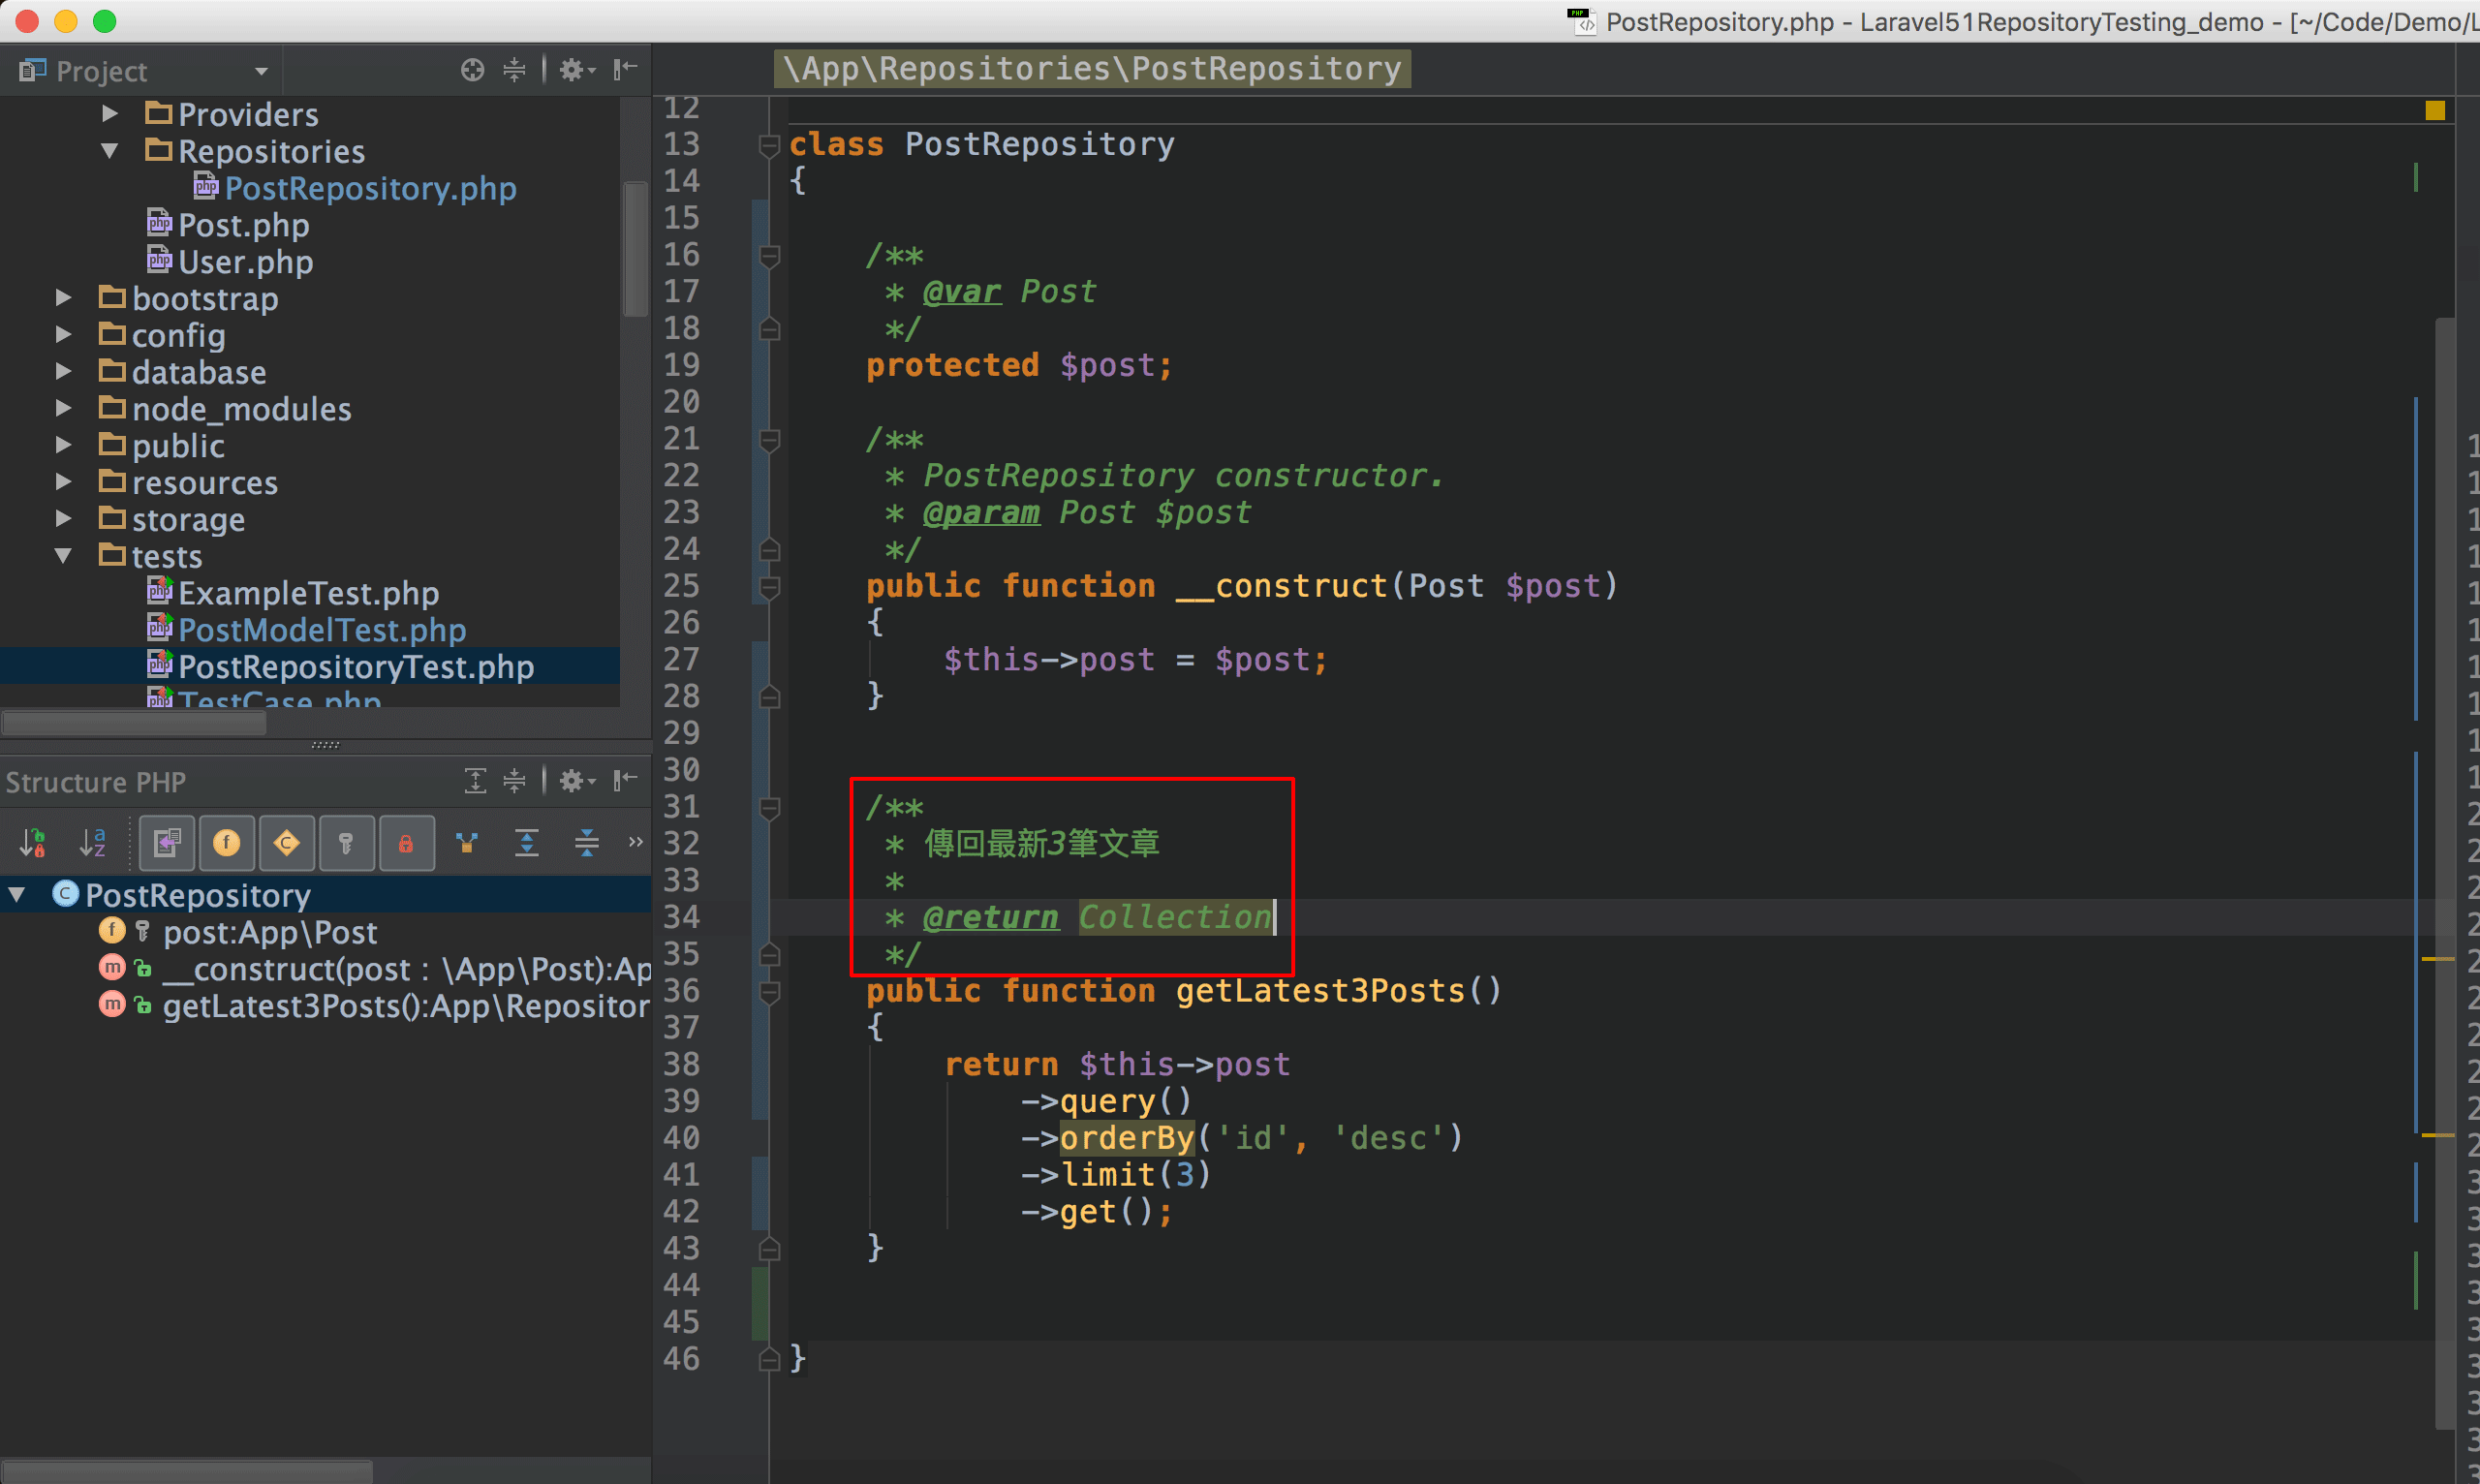 PostRepository.php - Laravel51RepositoryTesting_demo - [~/Code/Demo/L
Project
\App\Repositories\PostRepository
Providers
Repositories
PostRepository.php
Post.php
User.php
bootstrap
config
database
node_modules
public
resources
storage
tests
ExampleTest.php
PostModelTest.php
PostRepositoryTest.php
TestCase.php
Structure PHP
PostRepository
post:App\Post
__construct(post : \App\Post):Ap
getLatest3Posts():App\Repositor
12
13 class PostRepository
14 {
15
16 /**
17 * @var Post
18 */
19 protected $post;
20
21 /**
22 * PostRepository constructor.
23 * @param Post $post
24 */
25 public function __construct(Post $post)
26 {
27 $this->post = $post;
28 }
29
30
31 /**
32 * 傳回最新3筆文章
33 *
34 * @return Collection
35 */
36 public function getLatest3Posts()
37 {
38 return $this->post
39 ->query()
40 ->orderBy('id', 'desc')
41 ->limit(3)
42 ->get();
43 }
44
45
46 }